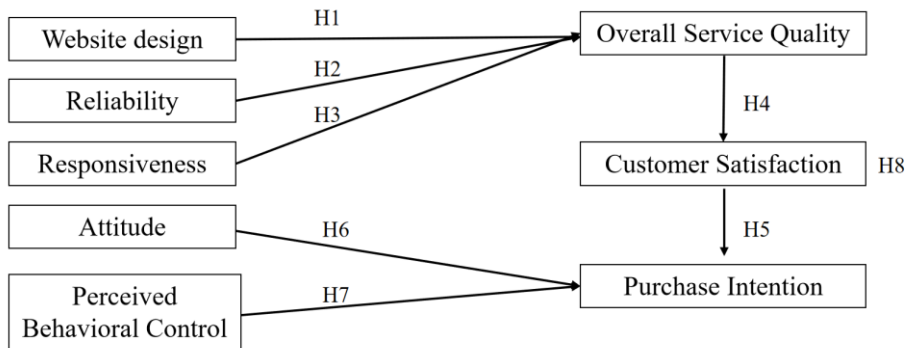 Website design
H1
Overall Service Quality
Reliability
H2
H3
H4
Responsiveness
Customer Satisfaction
H8
Attitude
H6
H5
Perceived
Behavioral Control
H7
Purchase Intention